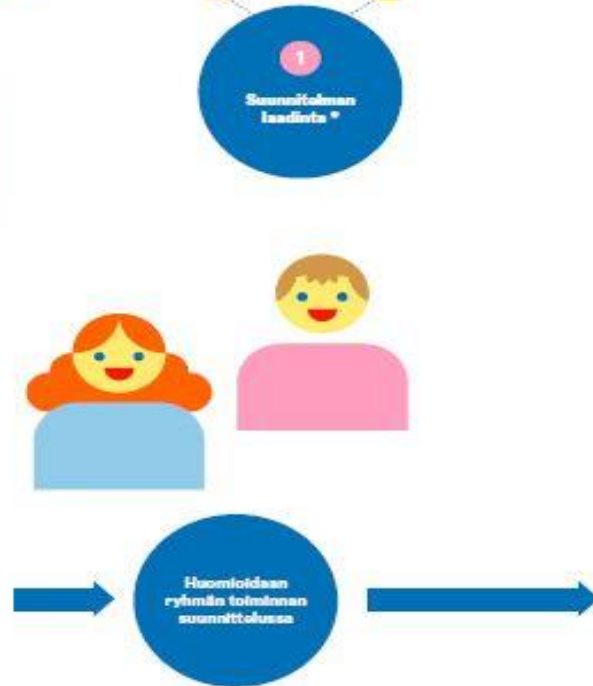 1
Suunnitelman
laadinta *
Huomioidaan
ryhmän toiminnan
suunnittelussa